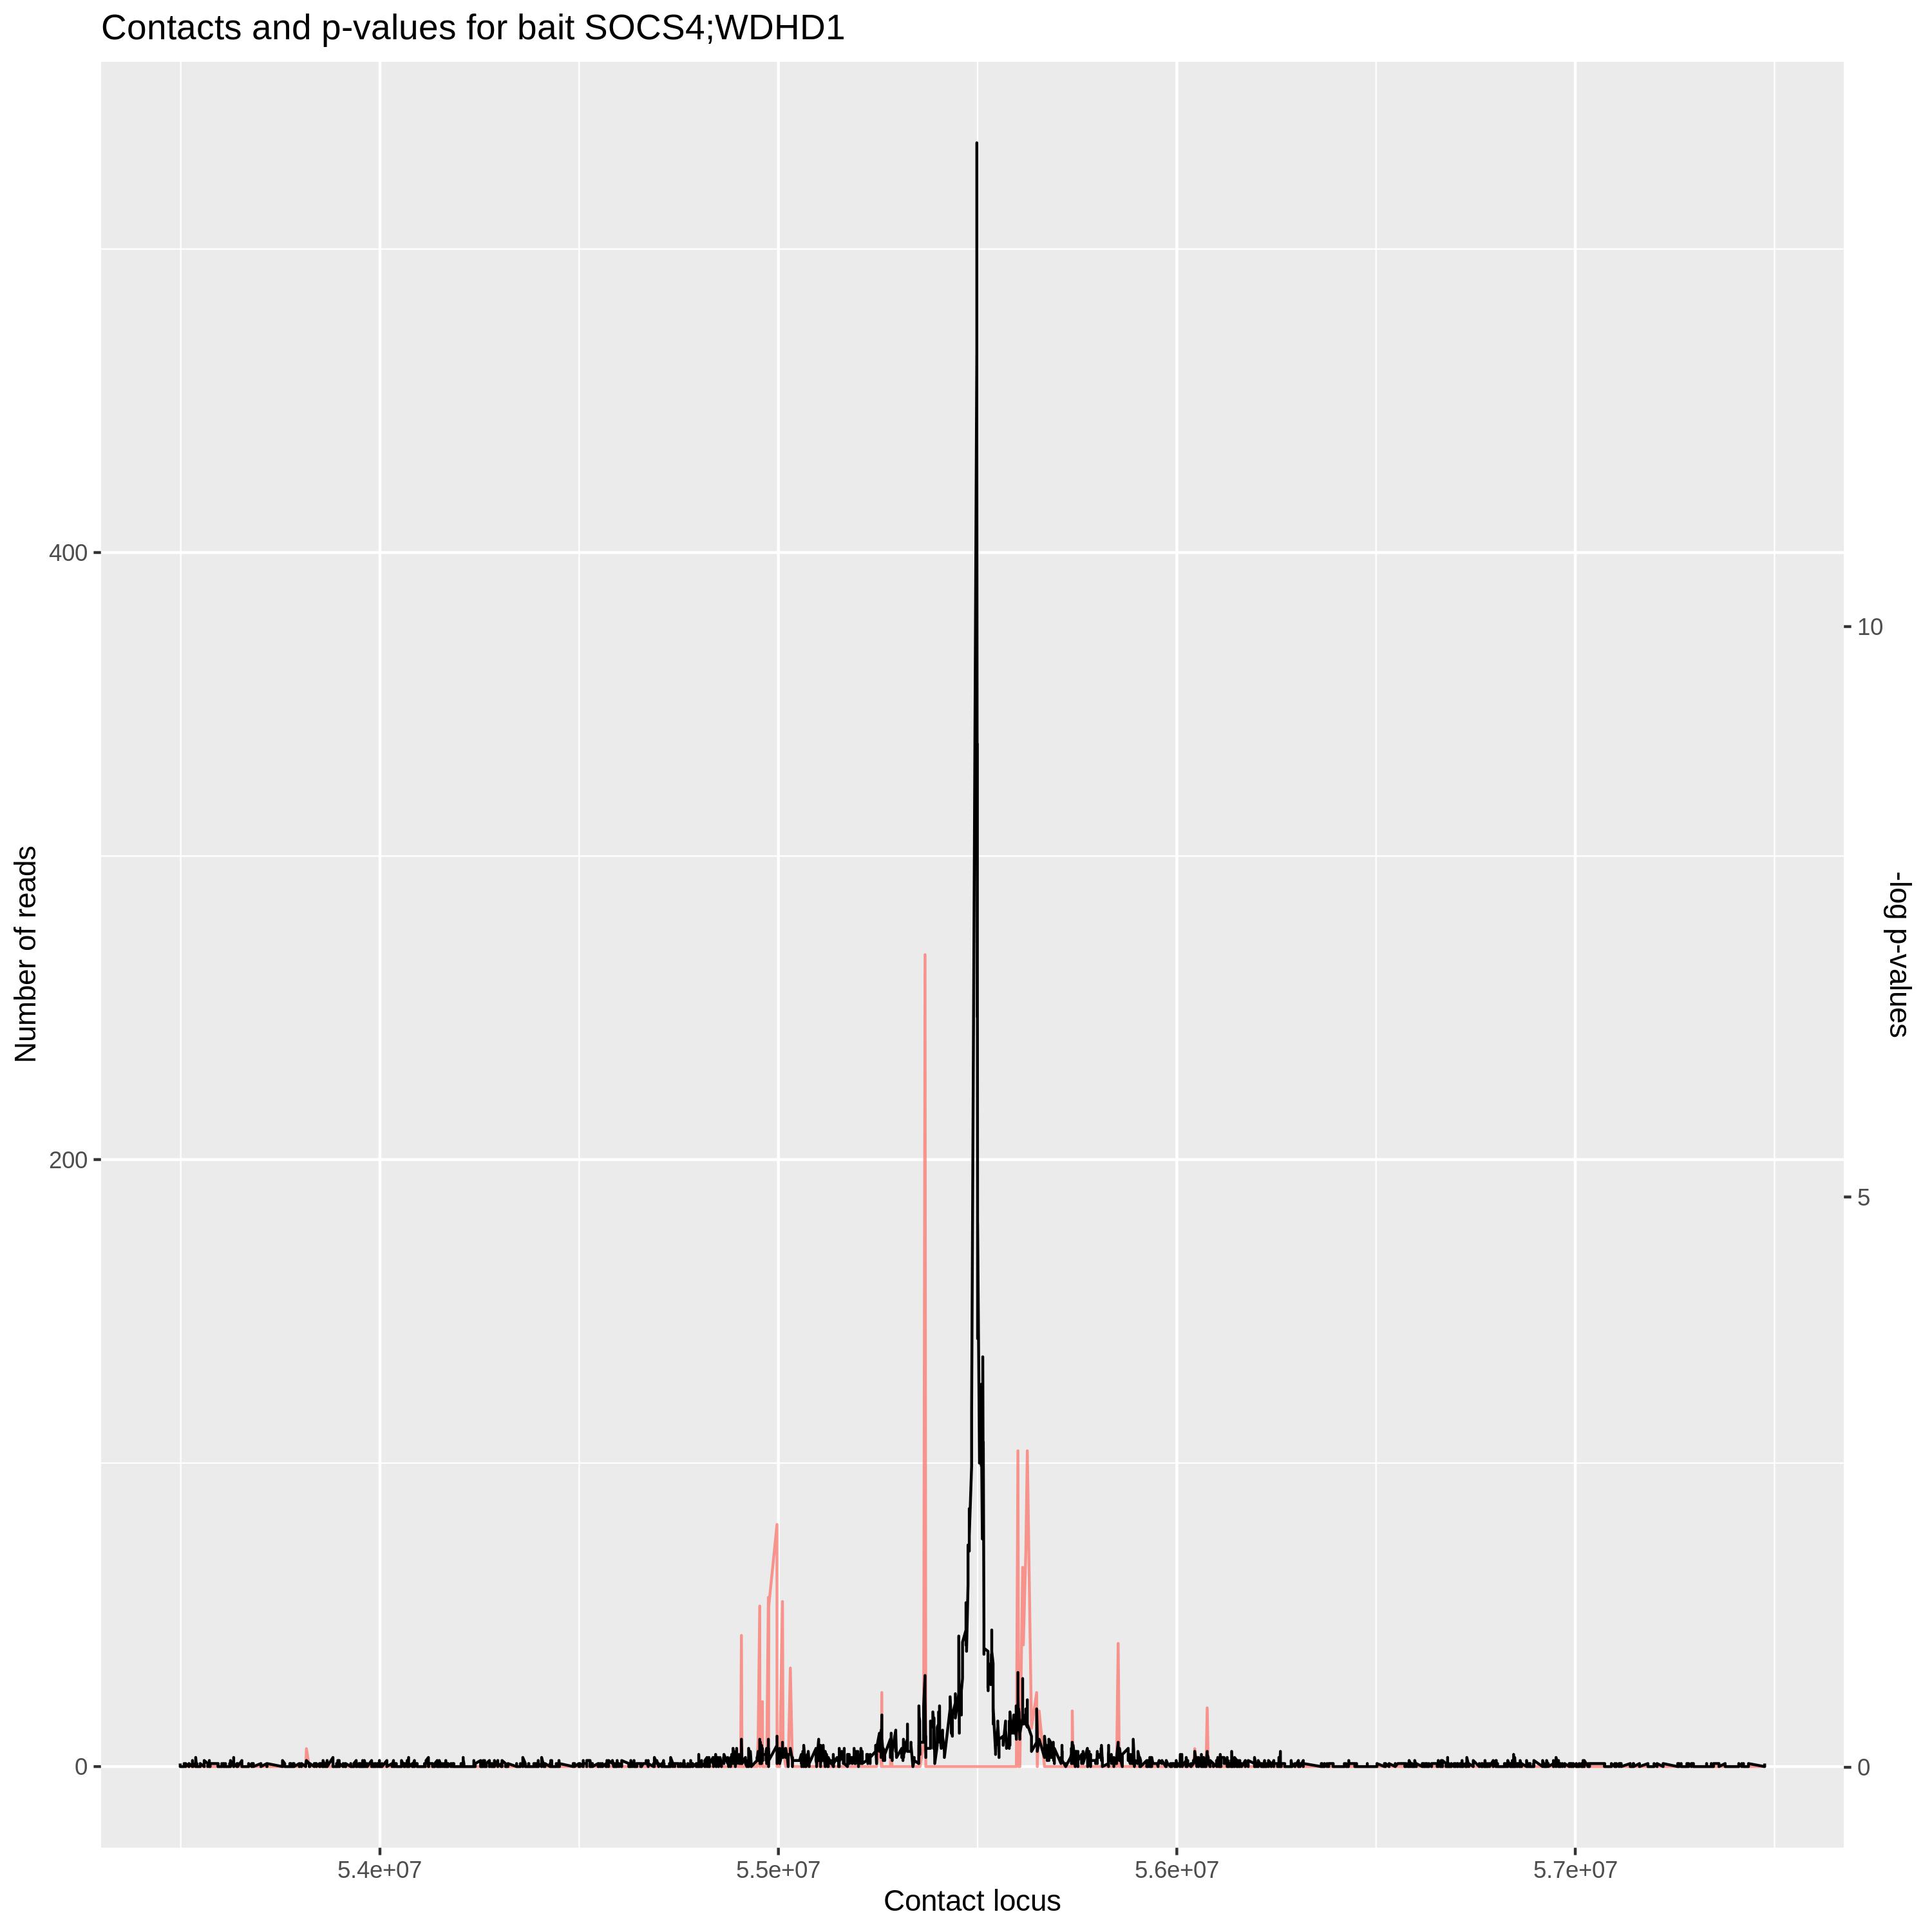 Contacts and p-values for bait SOCS4;WDHD1
Number of reads
400
200
0
10
5
0
-log p-values
5.4e+07 5.5e+07 5.6e+07 5.7e+07
Contact locus